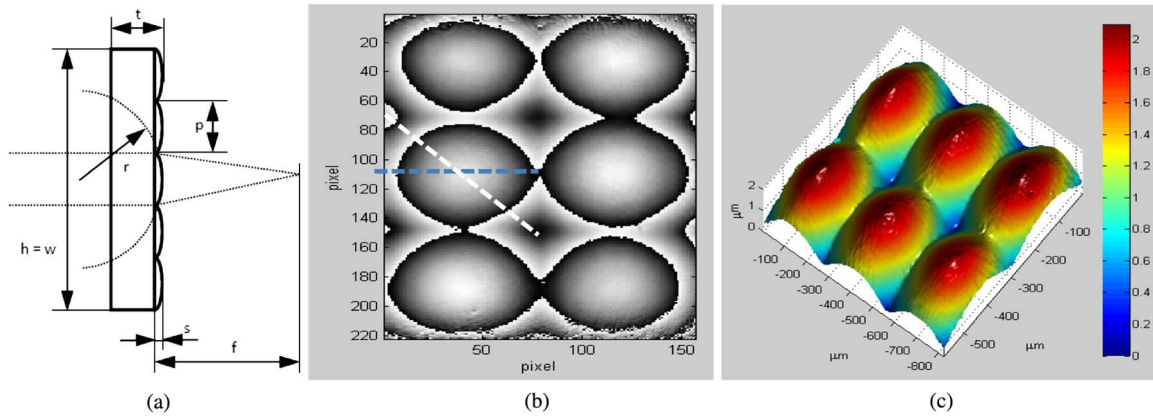 t
p
r
h = w
s
f
(a)
20
40
60
80
100
120
140
160
180
200
220
pixel
50
100
150
pixel
(b)
2
1
0
μm
-100
-200
-300
-400
-500
-600
-700
-800
μm
-100
-200
-300
-400
-500
μm
2
1.8
1.6
1.4
1.2
1
0.8
0.6
0.4
0.2
0
(c)